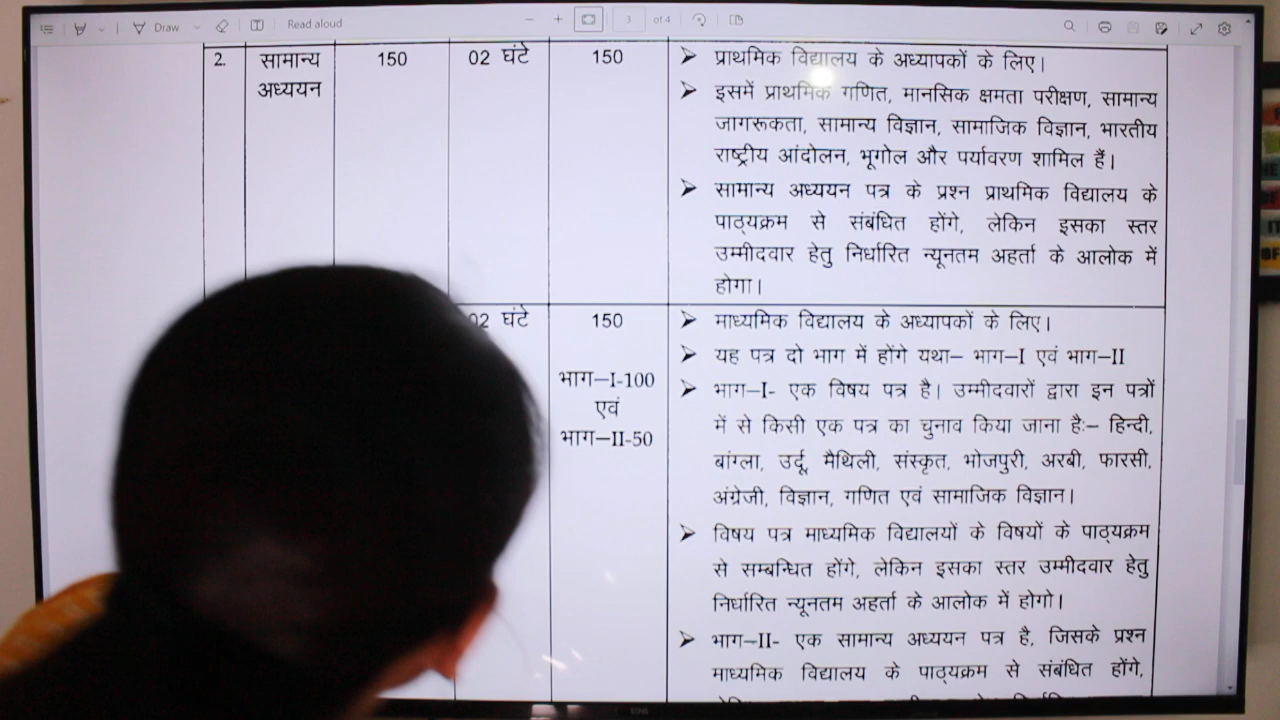 Draw Read aloud 3 of 4
2. सामान्य 150 02 घंटे 150 ➢ प्राथमिक विद्यालय के अध्यापकों के लिए।
अध्ययन ➢ इसमें प्राथमिक गणित, मानसिक क्षमता परीक्षण, सामान्य
जागरूकता, सामान्य विज्ञान, सामाजिक विज्ञान, भारतीय
राष्ट्रीय आंदोलन, भूगोल और पर्यावरण शामिल हैं।
➢ सामान्य अध्ययन पत्र के प्रश्न प्राथमिक विद्यालय के
पाठ्यक्रम से संबंधित होंगे, लेकिन इसका स्तर
उम्मीदवार हेतु निर्धारित न्यूनतम अहर्ता के आलोक में
होगा।
02 घंटे 150 ➢ माध्यमिक विद्यालय के अध्यापकों के लिए।
➢ यह पत्र दो भाग में होंगे यथा– भाग–I एवं भाग–II
भाग–I-100 ➢ भाग–I- एक विषय पत्र है। उम्मीदवारों द्वारा इन पत्रों
एवं में से किसी एक पत्र का चुनाव किया जाना है:– हिन्दी,
भाग–II-50 बांग्ला, उर्दू, मैथिली, संस्कृत, भोजपुरी, अरबी, फारसी,
अंग्रेजी, विज्ञान, गणित एवं सामाजिक विज्ञान।
➢ विषय पत्र माध्यमिक विद्यालयों के विषयों के पाठ्यक्रम
से सम्बन्धित होंगे, लेकिन इसका स्तर उम्मीदवार हेतु
निर्धारित न्यूनतम अहर्ता के आलोक में होगो।
➢ भाग–II- एक सामान्य अध्ययन पत्र है, जिसके प्रश्न
माध्यमिक विद्यालय के पाठ्यक्रम से संबंधित होंगे,